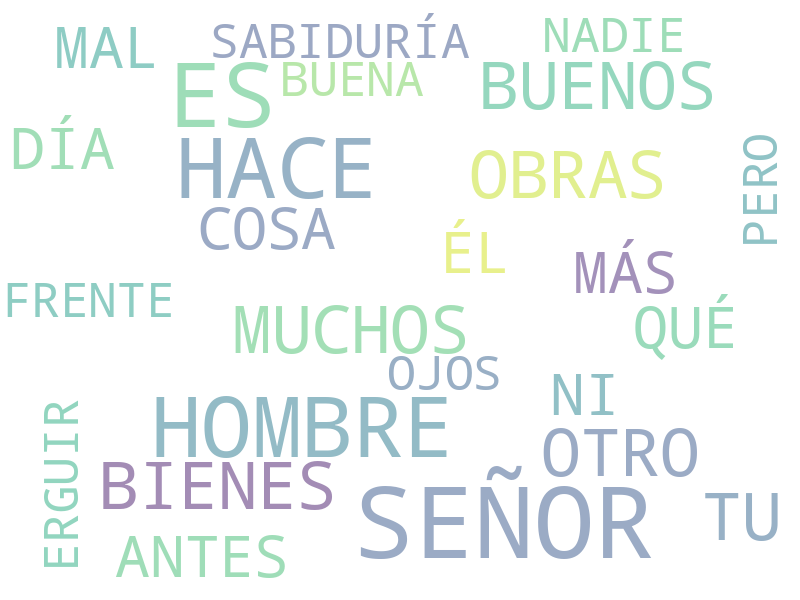 NADIE
MAL
SABIDURÍA
BUENA
ES
BUENOS
DÍA
HACE
OBRAS
PERO
COSA
ÉL
MÁS
FRENTE
MUCHOS
QUÉ
OJOS
NI
HOMBRE
ERGUIR
OTRO
BIENES
SEÑOR
TU
ANTES